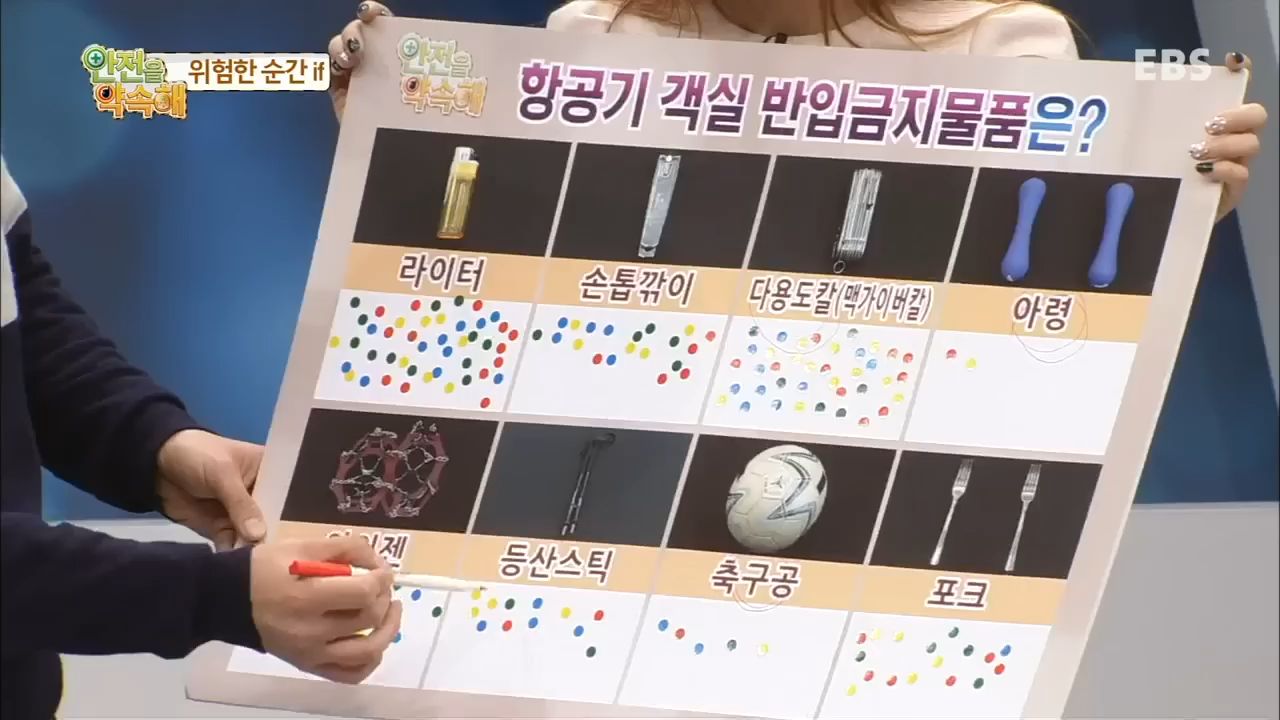 안전을
약속해
위험한 순간 if
EBS
안전을
약속해
항공기 객실 반입금지물품은?
라이터
손톱깎이
다용도칼(맥가이버칼)
아령
등산스틱
축구공
포크